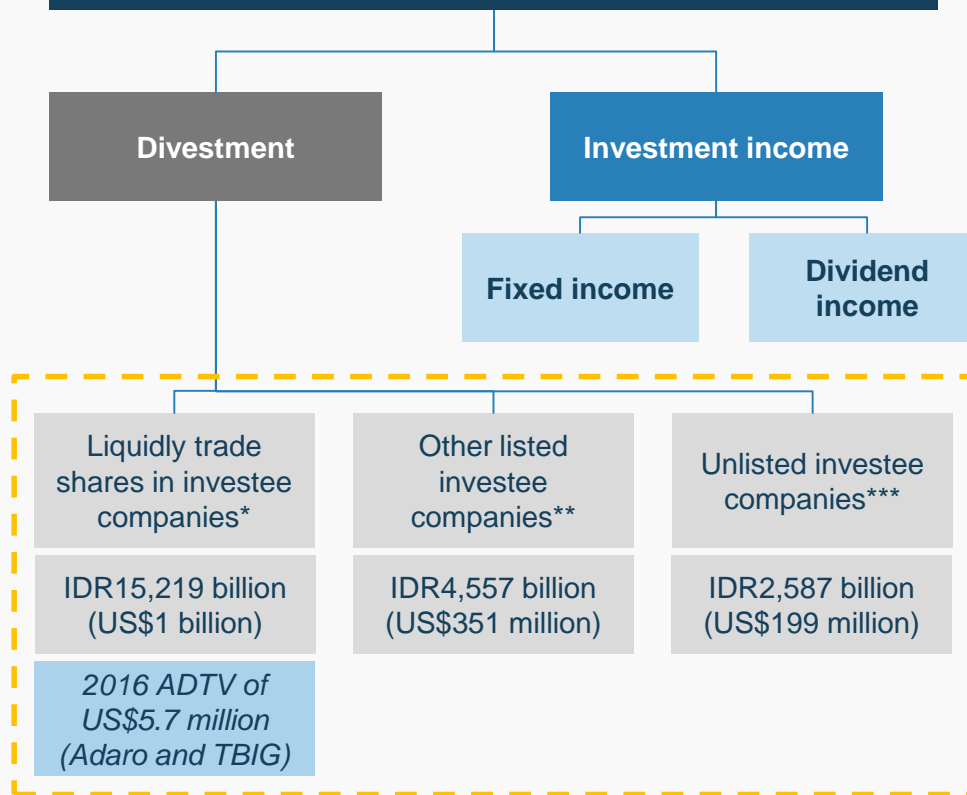 Divestment
Investment income
Fixed income
Dividend
income
Liquidly trade
shares in investee
companies*
Other listed
investee
companies**
Unlisted investee
companies***
IDR15,219 billion
(US$1 billion)
IDR4,557 billion
(US$351 million)
IDR2,587 billion
(US$199 million)
2016 ADTV of
US$5.7 million
(Adaro and TBIG)